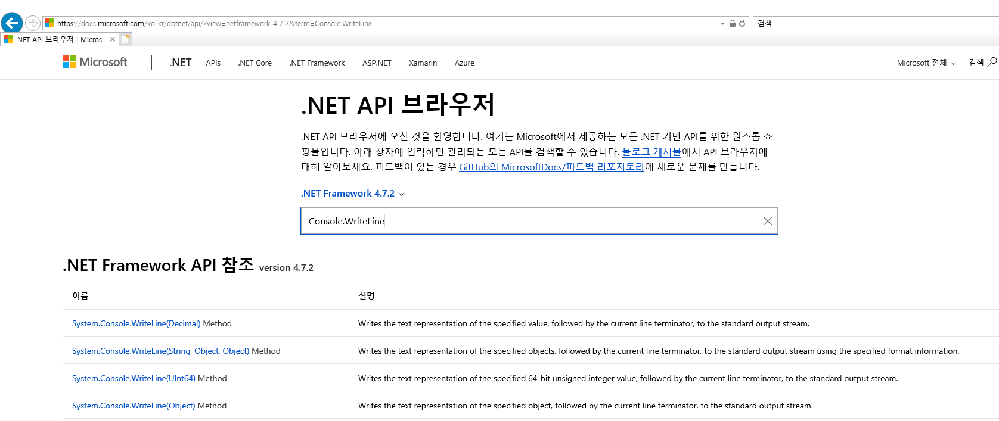 https://docs.microsoft.com/ko-kr/dotnet/api/?view=netframework-4.7.2&term=Console.WriteLine
검색...
.NET API 브라우저 | Micros...
Microsoft
.NET
APIs
.NET Core
.NET Framework
ASP.NET
Xamarin
Azure
Microsoft 전체
검색
.NET API 브라우저
.NET API 브라우저에 오신 것을 환영합니다. 여기는 Microsoft에서 제공하는 모든 .NET 기반 API를 위한 원스톱 쇼
핑몰입니다. 아래 상자에 입력하면 관리되는 모든 API를 검색할 수 있습니다. 블로그 게시물에서 API 브라우저에
대해 알아보세요. 피드백이 있는 경우 GitHub의 MicrosoftDocs/피드백 리포지토리에 새로운 문제를 만듭니다.
.NET Framework 4.7.2
Console.WriteLine
.NET Framework API 참조 version 4.7.2
이름 설명
System.Console.WriteLine(Decimal) Method Writes the text representation of the specified value, followed by the current line terminator, to the standard output stream.
System.Console.WriteLine(String, Object, Object) Method Writes the text representation of the specified objects, followed by the current line terminator, to the standard output stream using the specified format information.
System.Console.WriteLine(UInt64) Method Writes the text representation of the specified 64-bit unsigned integer value, followed by the current line terminator, to the standard output stream.
System.Console.WriteLine(Object) Method Writes the text representation of the specified object, followed by the current line terminator, to the standard output stream.